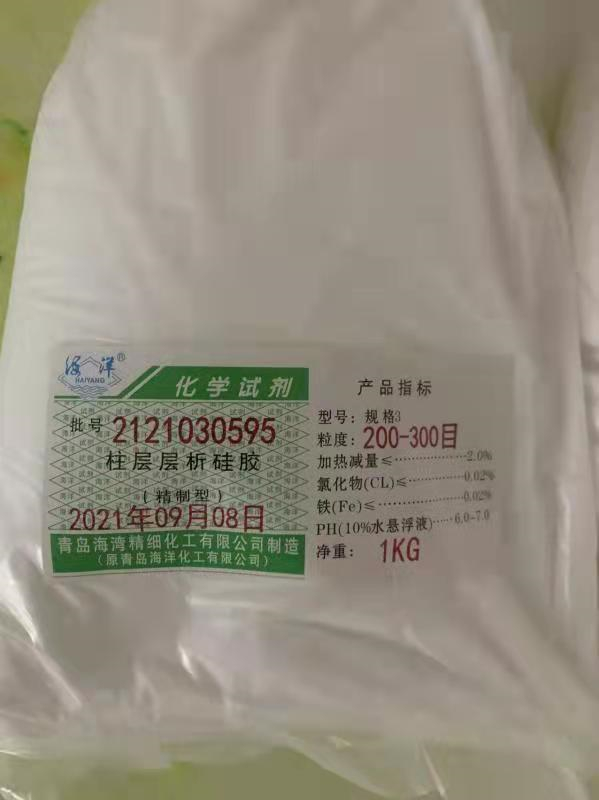 海洋®
HAIYANG
化学试剂
批号 2121030595
柱层层析硅胶
(精制型)
2021年09月08日
青岛海湾精细化工有限公司制造
(原青岛海洋化工有限公司)
产品指标
型号：规格3
粒度：200-300目
加热减量≤2.0%
氯化物(CL)≤0.02%
铁(Fe)≤0.02%
PH(10%水悬浮液)6.0-7.0
净重：1KG